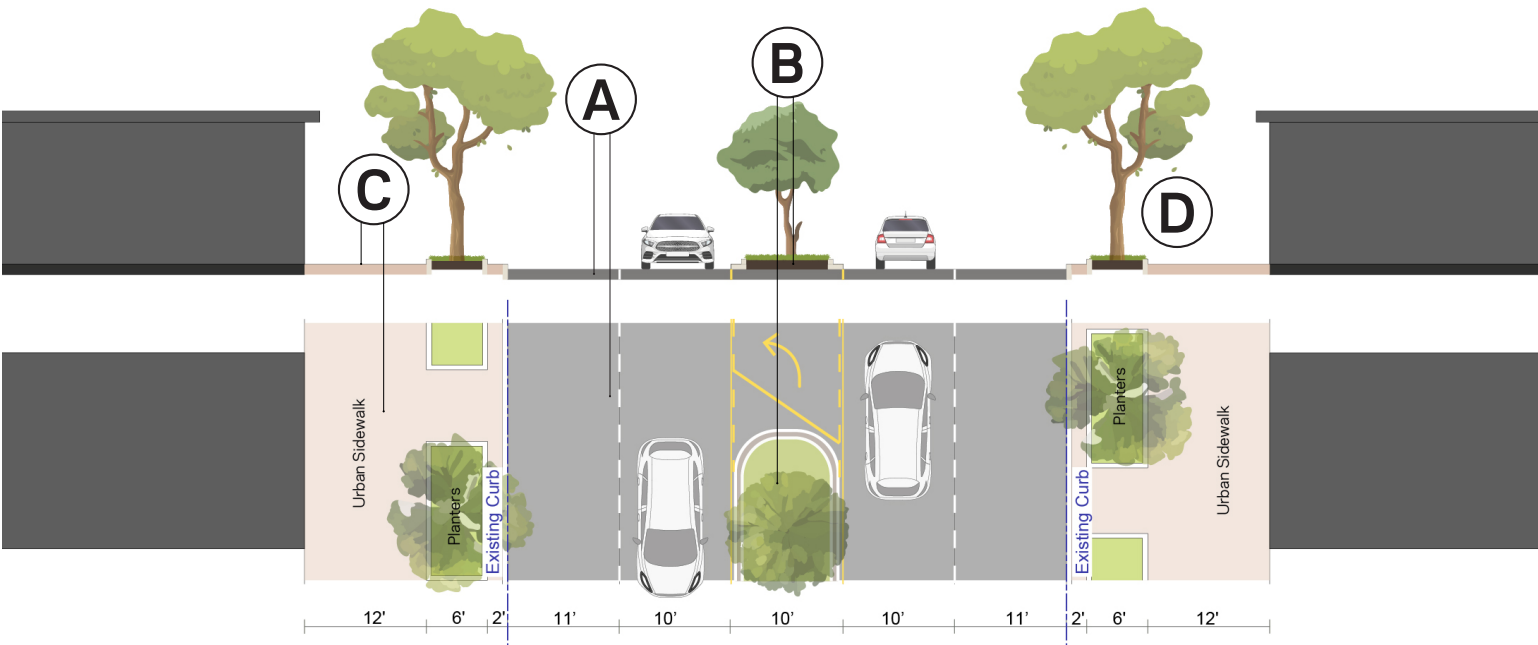 B
A
C
D
Urban Sidewalk
Planters
Existing Curb
Planters
Existing Curb
Urban Sidewalk
12' 6' 2' 11' 10' 10' 10' 11' 2' 6' 12'